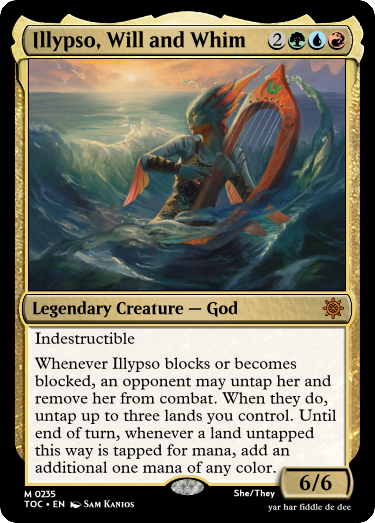 Illypso, Will and Whim 2
Legendary Creature — God
Indestructible
Whenever Illypso blocks or becomes
blocked, an opponent may untap her and
remove her from combat. When they do,
untap up to three lands you control. Until
end of turn, whenever a land untapped
this way is tapped for mana, add an
additional one mana of any color.
6/6
M 0235
TOC • EN Sam Kanios
She/They
yar har fiddle de dee